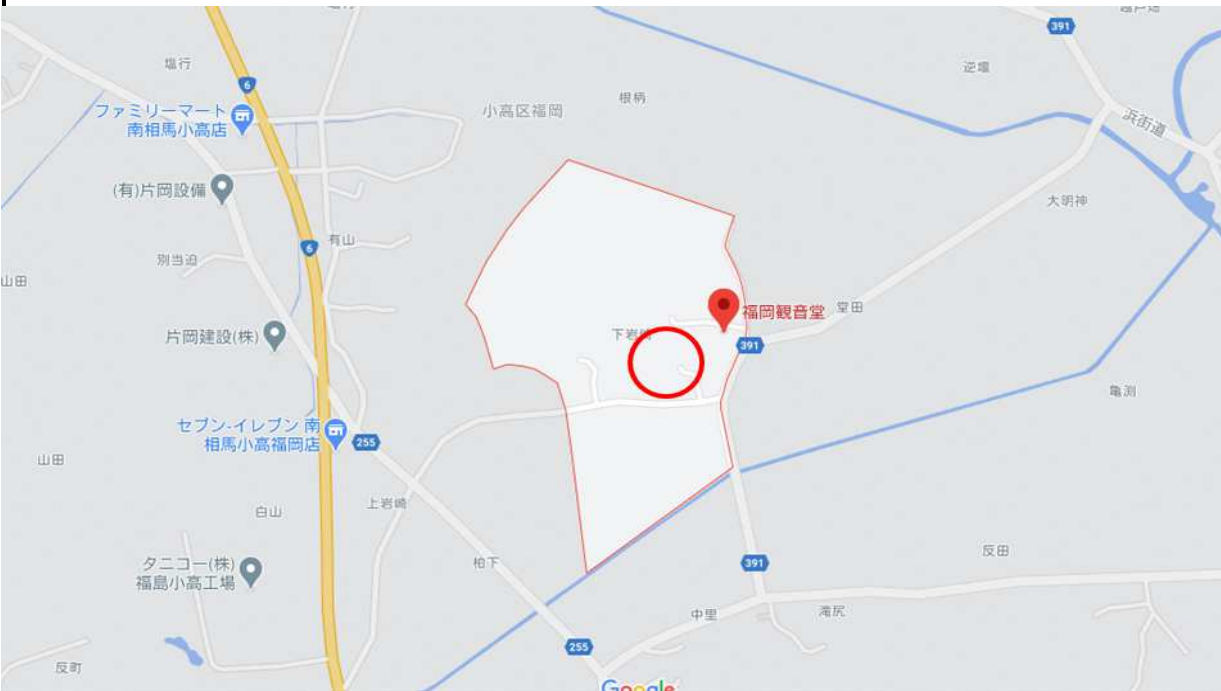 391
塩行
逆壇
ファミリーマート
南相馬小高店
6
小高区福岡
根柄
浜街道
(有)片岡設備
大明神
別当迫
有山
6
山田
福岡観音堂
堂田
片岡建設(株)
391
セブン-イレブン 南
相馬小高福岡店
255
亀渕
山田
白山
上岩崎
タニコー(株)
福島小高工場
柏下
391
反田
中里
滝尻
255
反町
Google